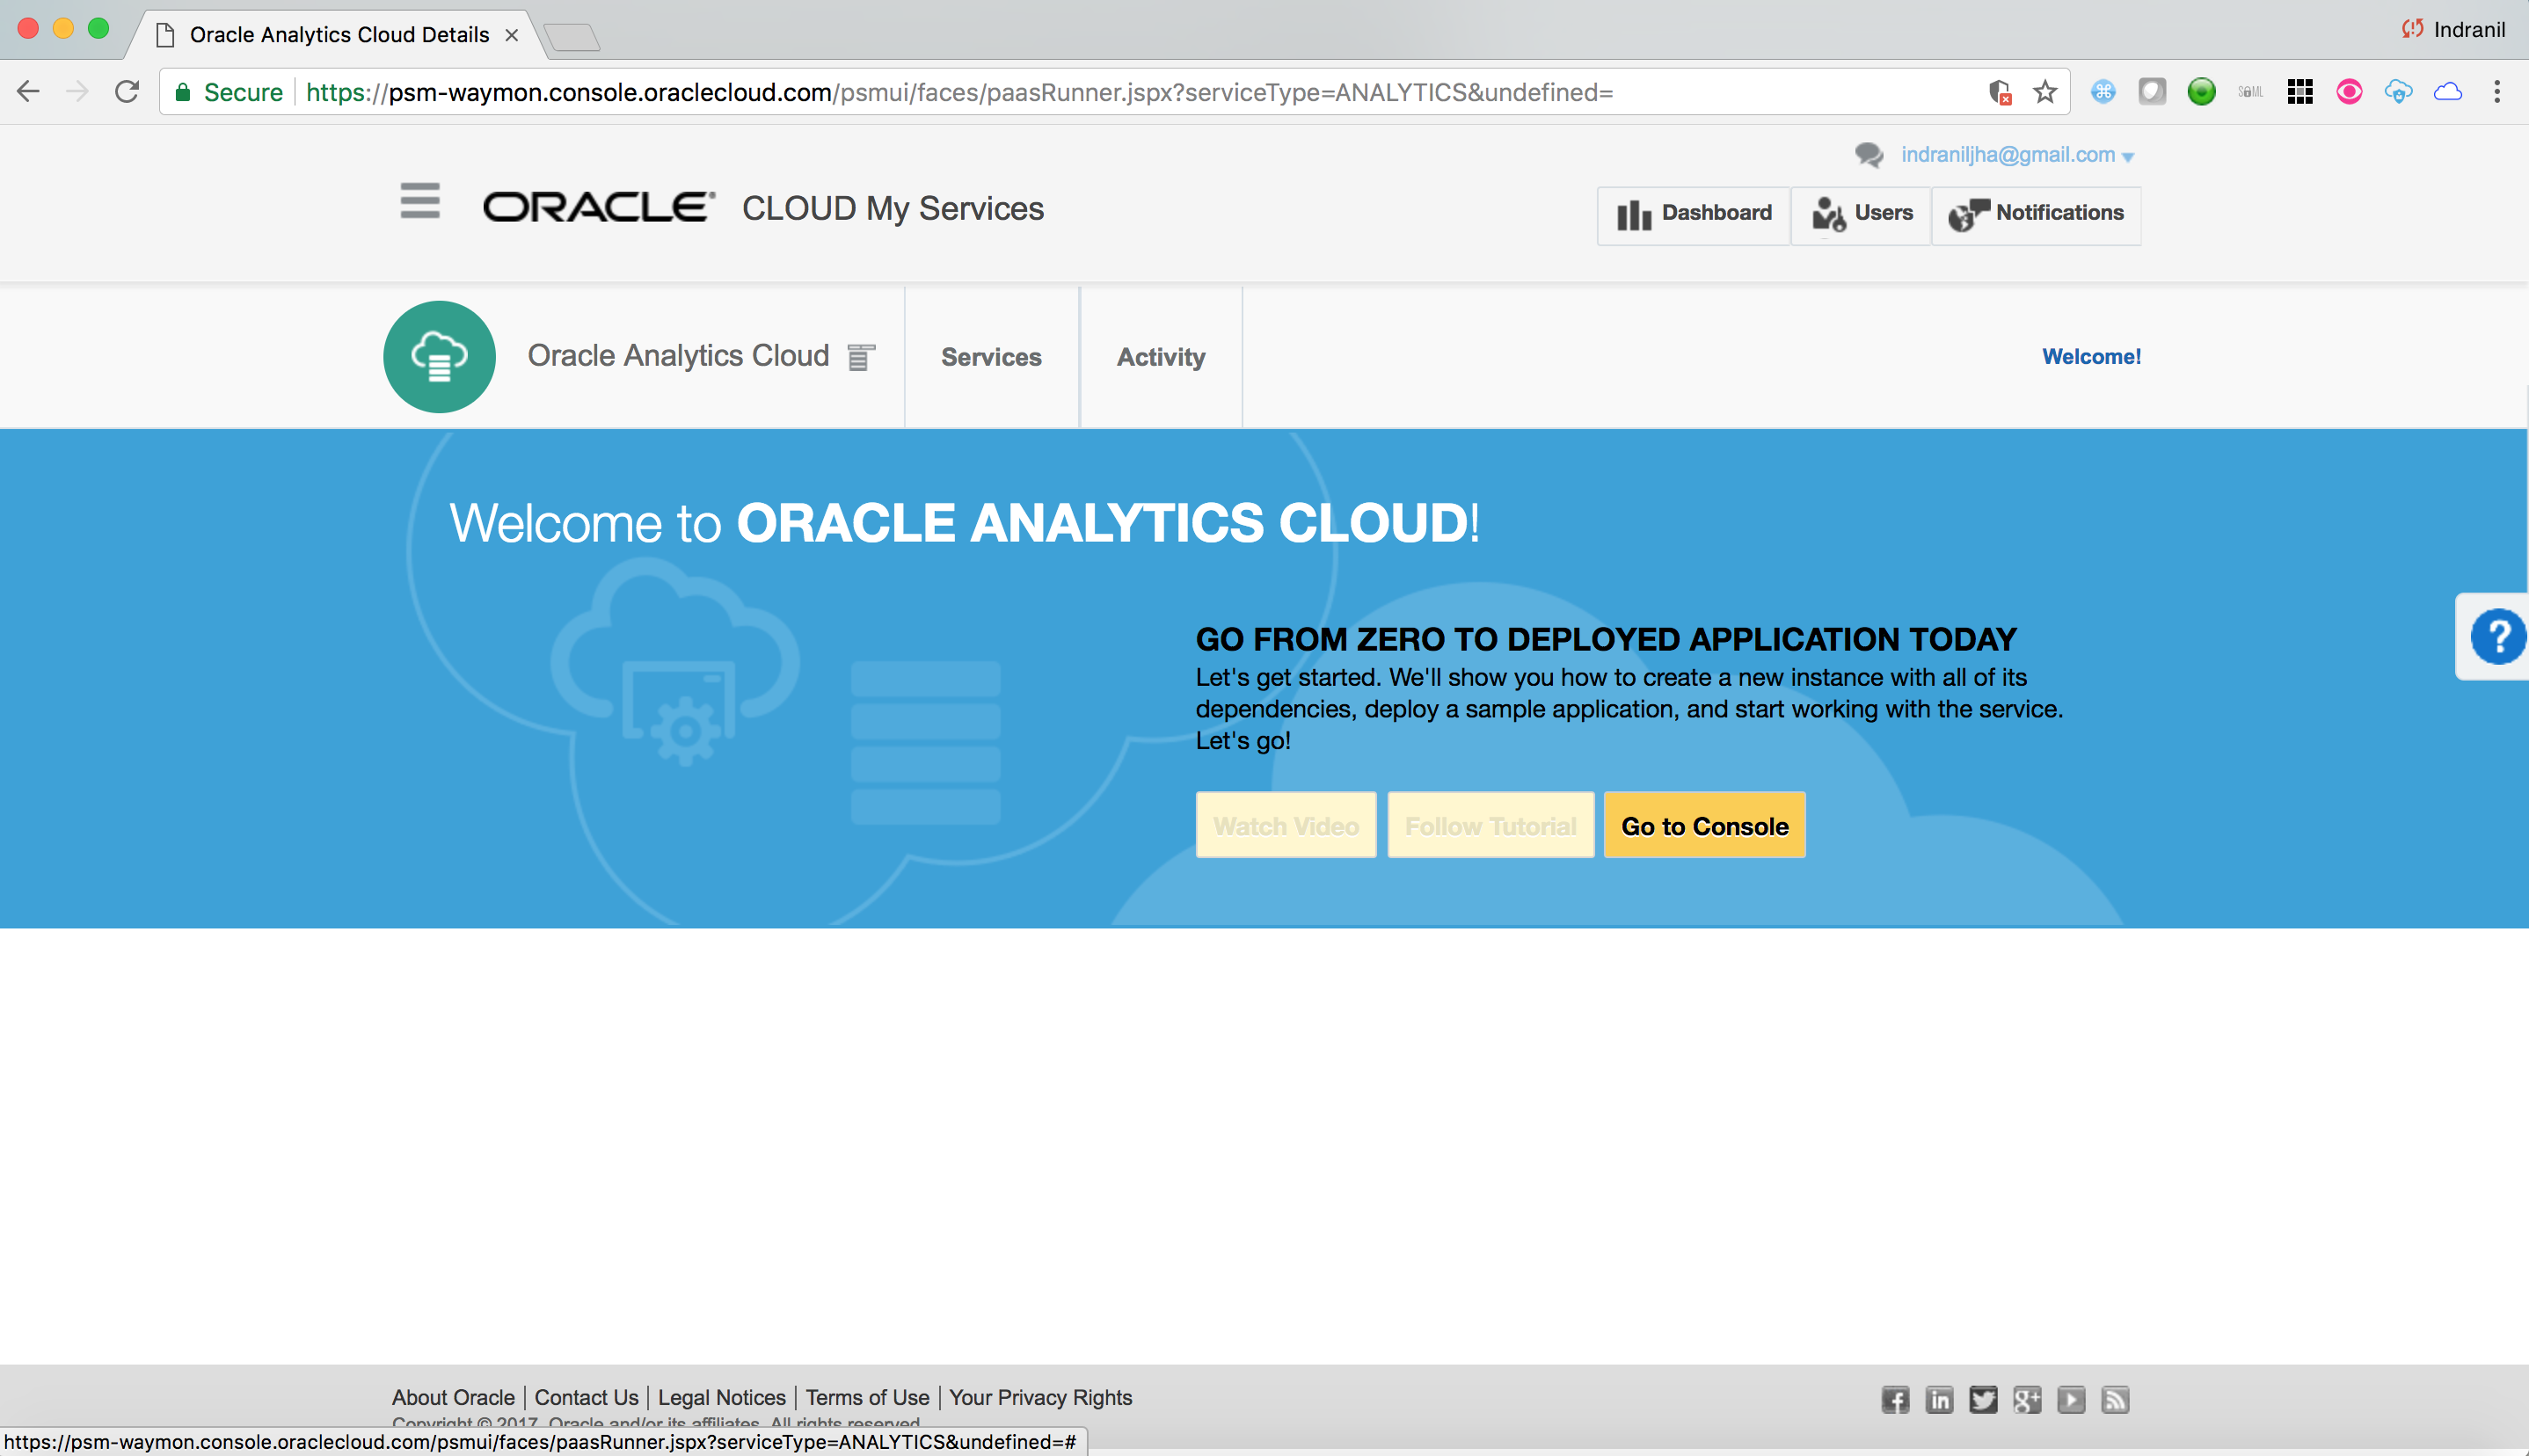 Oracle Analytics Cloud Details
Indranil
Secure https://psm-waymon.console.oraclecloud.com/psmui/faces/paasRunner.jspx?serviceType=ANALYTICS&undefined=
indraniljha@gmail.com
ORACLE CLOUD My Services
Dashboard Users Notifications
Oracle Analytics Cloud Services Activity Welcome!
Welcome to ORACLE ANALYTICS CLOUD!
GO FROM ZERO TO DEPLOYED APPLICATION TODAY
Let's get started. We'll show you how to create a new instance with all of its
dependencies, deploy a sample application, and start working with the service.
Let's go!
Watch Video Follow Tutorial Go to Console
About Oracle | Contact Us | Legal Notices | Terms of Use | Your Privacy Rights
Copyright © 2017, Oracle and/or its affiliates. All rights reserved.
https://psm-waymon.console.oraclecloud.com/psmui/faces/paasRunner.jspx?serviceType=ANALYTICS&undefined=#